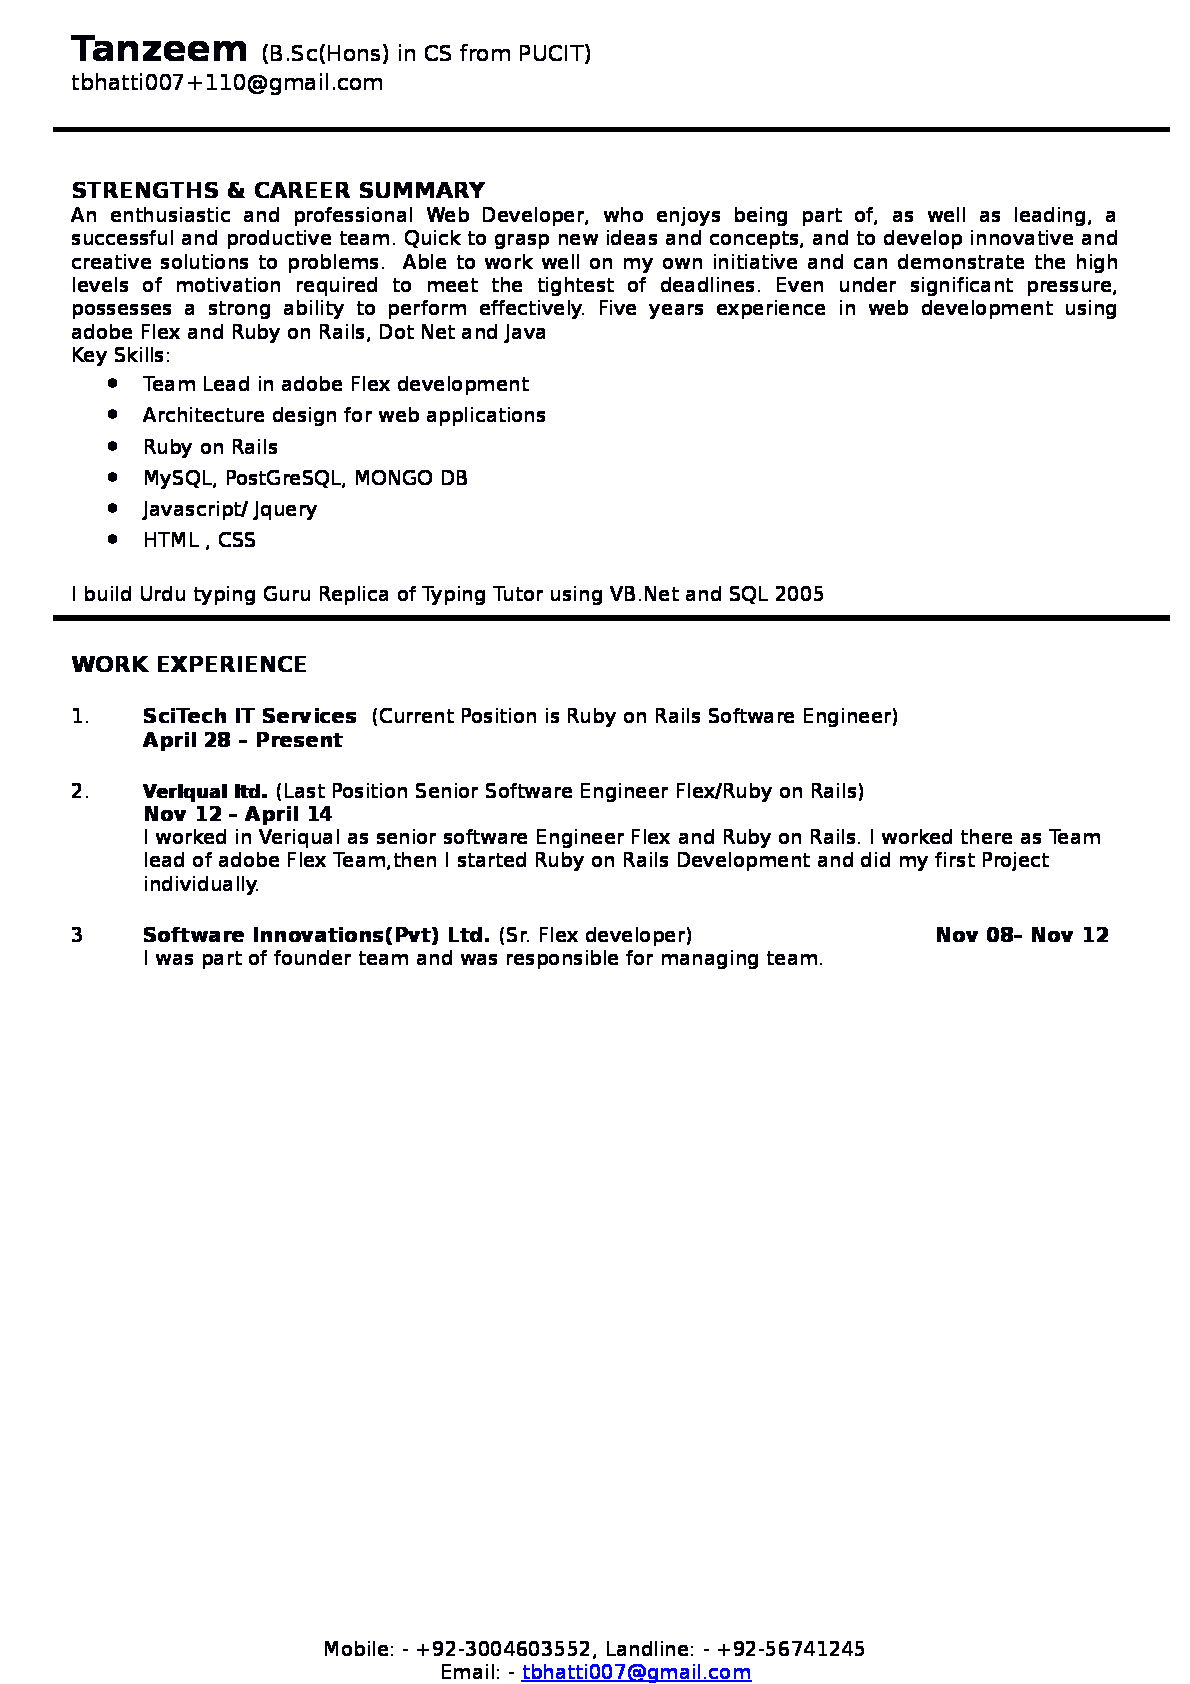 Tanzeem (B.Sc(Hons) in CS from PUCIT)
tbhatti007+110@gmail.com
STRENGTHS & CAREER SUMMARY
An enthusiastic and professional Web Developer, who enjoys being part of, as well as leading, a
successful and productive team. Quick to grasp new ideas and concepts, and to develop innovative and
creative solutions to problems.  Able to work well on my own initiative and can demonstrate the high
levels of motivation required to meet the tightest of deadlines. Even under significant pressure,
possesses a strong ability to perform effectively. Five years experience in web development using
adobe Flex and Ruby on Rails, Dot Net and Java
Key Skills:
• Team Lead in adobe Flex development
• Architecture design for web applications
• Ruby on Rails
• MySQL, PostGreSQL, MONGO DB
• Javascript/ Jquery
• HTML , CSS
I build Urdu typing Guru Replica of Typing Tutor using VB.Net and SQL 2005
WORK EXPERIENCE
1. SciTech IT Services  (Current Position is Ruby on Rails Software Engineer)
April 28 – Present
2. Veriqual ltd. (Last Position Senior Software Engineer Flex/Ruby on Rails)
Nov 12 – April 14
I worked in Veriqual as senior software Engineer Flex and Ruby on Rails. I worked there as Team
lead of adobe Flex Team,then I started Ruby on Rails Development and did my first Project
individually.
3 Software Innovations(Pvt) Ltd. (Sr. Flex developer) Nov 08– Nov 12
I was part of founder team and was responsible for managing team.
Mobile: - +92-3004603552, Landline: - +92-56741245
Email: - tbhatti007@gmail.com